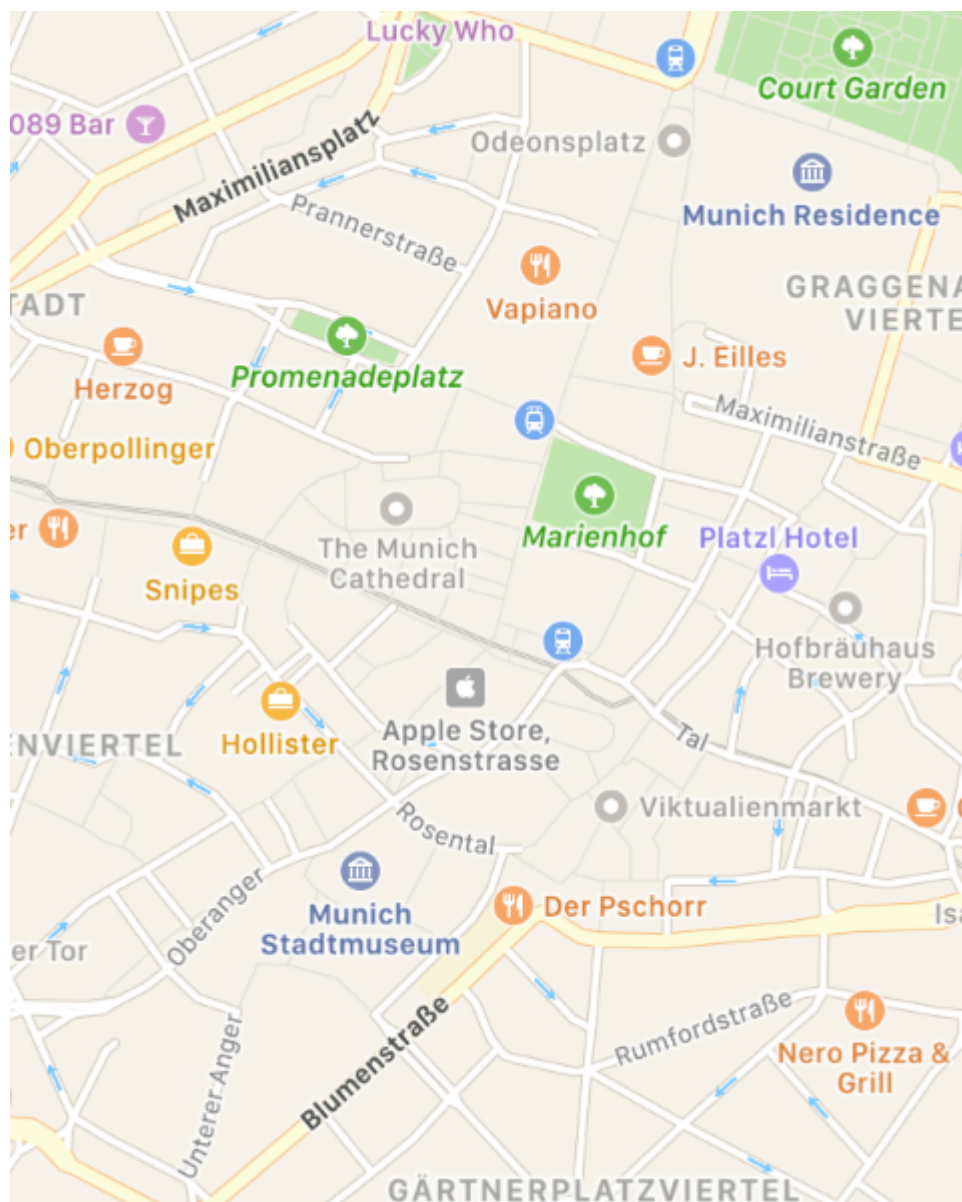 Lucky Who
Court Garden
089 Bar
Maximiliansplatz
Odeonsplatz
Munich Residence
Prannerstraße
Vapiano
GRAGGENA
VIERTE
TADT
J. Eilles
Herzog
Promenadeplatz
Maximilianstraße
Oberpollinger
er
The Munich
Cathedral
Marienhof
Platzl Hotel
Snipes
Hofbräuhaus
Brewery
Apple Store,
Rosenstrasse
Hollister
ENVIERTEL
Tal
Viktualienmarkt
Rosental
Oberanger
Munich
Stadtmuseum
Der Pschorr
Isa
er Tor
Blumenstraße
Rumfordstraße
Unterer Anger
Nero Pizza &
Grill
GÄRTNERPLATZVIERTEL